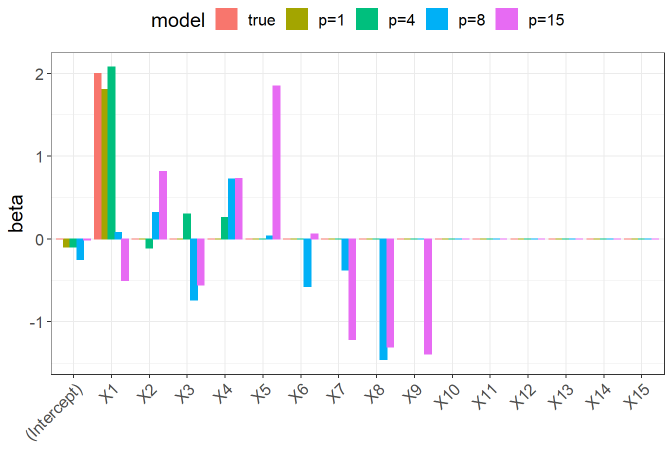 model true p=1 p=4 p=8 p=15
beta
2
1
0
-1
(Intercept) X1 X2 X3 X4 X5 X6 X7 X8 X9 X10 X11 X12 X13 X14 X15